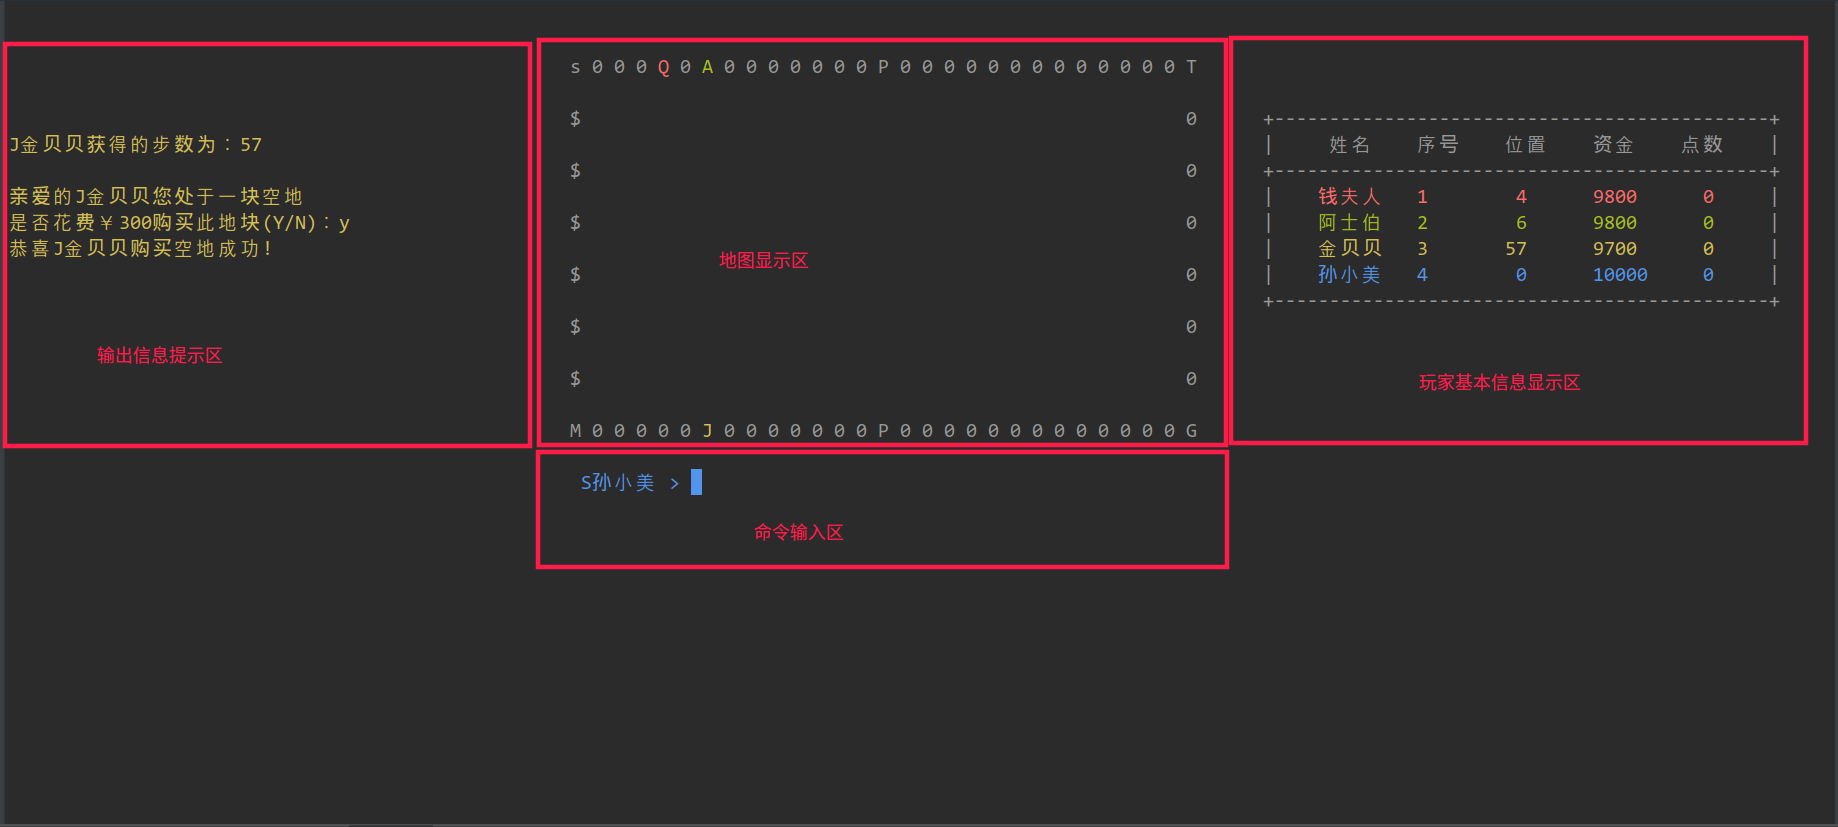 J金贝贝获得的步数为：57
亲爱的J金贝贝您处于一块空地
是否花费￥300购买此地块(Y/N)：y
恭喜J金贝贝购买空地成功！
输出信息提示区
s 0 0 0 Q 0 A 0 0 0 0 0 0 0 P 0 0 0 0 0 0 0 0 0 0 0 0 0 T
$ 0
$ 0
$ 0
$ 0
$ 0
$ 0
M 0 0 0 0 0 J 0 0 0 0 0 0 0 P 0 0 0 0 0 0 0 0 0 0 0 0 0 G
地图显示区
S孙小美 >
命令输入区
+---------------------------------------------+
| 姓名 序号 位置 资金 点数 |
+---------------------------------------------+
| 钱夫人 1 4 9800 0 |
| 阿士伯 2 6 9800 0 |
| 金贝贝 3 57 9700 0 |
| 孙小美 4 0 10000 0 |
+---------------------------------------------+
玩家基本信息显示区